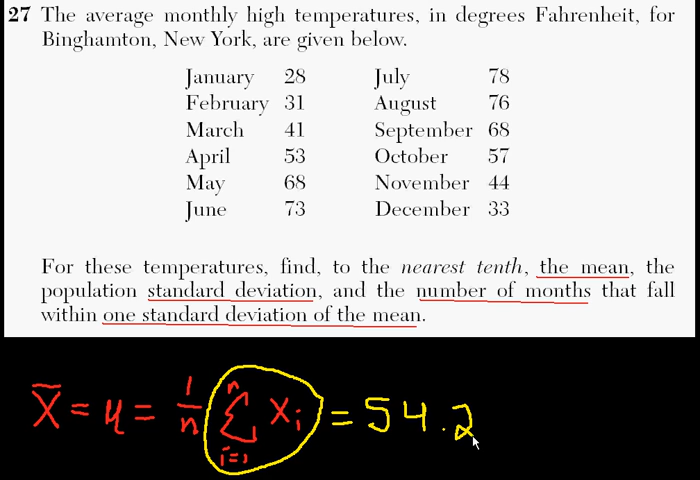 27 The average monthly high temperatures, in degrees Fahrenheit, for
Binghamton, New York, are given below.
January 28 July 78
February 31 August 76
March 41 September 68
April 53 October 57
May 68 November 44
June 73 December 33
For these temperatures, find, to the nearest tenth, the mean, the
population standard deviation, and the number of months that fall
within one standard deviation of the mean.
x̄ = μ = 1/n ∑ᵢ₌₁ⁿ xᵢ = 54.2